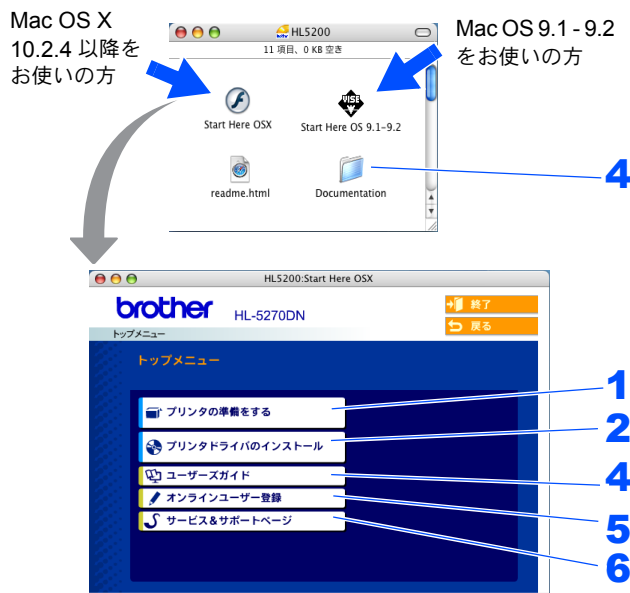 Mac OS X
10.2.4 以降を
お使いの方
HL5200
11 項目、0 KB 空き
Mac OS 9.1 - 9.2
をお使いの方
Start Here OSX
VISE
Start Here OS 9.1-9.2
readme.html
Documentation
4
HL5200:Start Here OSX
brother
HL-5270DN
終了
戻る
トップメニュー
トップメニュー
プリンタの準備をする
1
プリンタドライバのインストール
2
ユーザーズガイド
4
オンラインユーザー登録
5
サービス&サポートページ
6